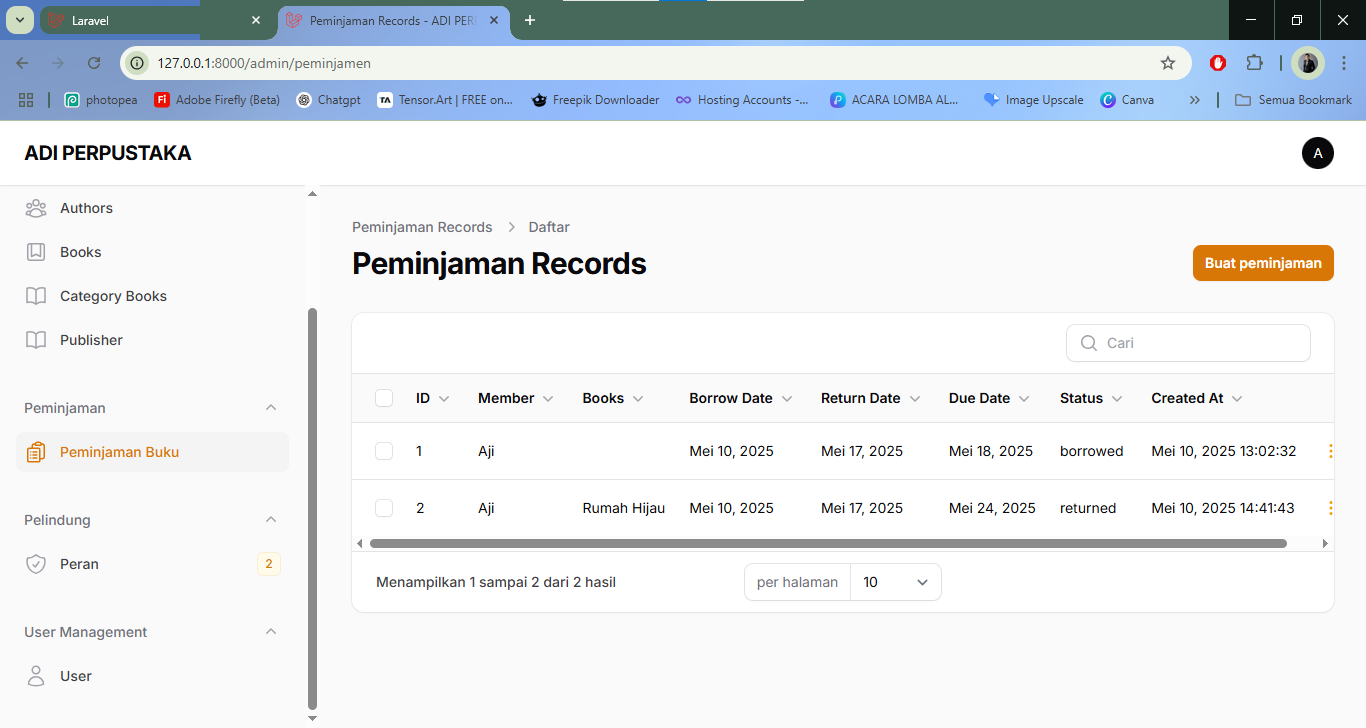 Laravel
Peminjaman Records - ADI PER
127.0.0.1:8000/admin/peminjamen
photopea
Adobe Firefly (Beta)
Chatgpt
TA
Tensor.Art | FREE on...
Freepik Downloader
Hosting Accounts -...
ACARA LOMBA AL...
Image Upscale
Canva
Semua Bookmark
ADI PERPUSTAKA
A
Authors
Books
Category Books
Publisher
Peminjaman
Peminjaman Buku
Pelindung
Peran 2
User Management
User
Peminjaman Records > Daftar
Peminjaman Records
Buat peminjaman
Cari
ID Member Books Borrow Date Return Date Due Date Status Created At
1 Aji Mei 10, 2025 Mei 17, 2025 Mei 18, 2025 borrowed Mei 10, 2025 13:02:32
2 Aji Rumah Hijau Mei 10, 2025 Mei 17, 2025 Mei 24, 2025 returned Mei 10, 2025 14:41:43
Menampilkan 1 sampai 2 dari 2 hasil
per halaman 10